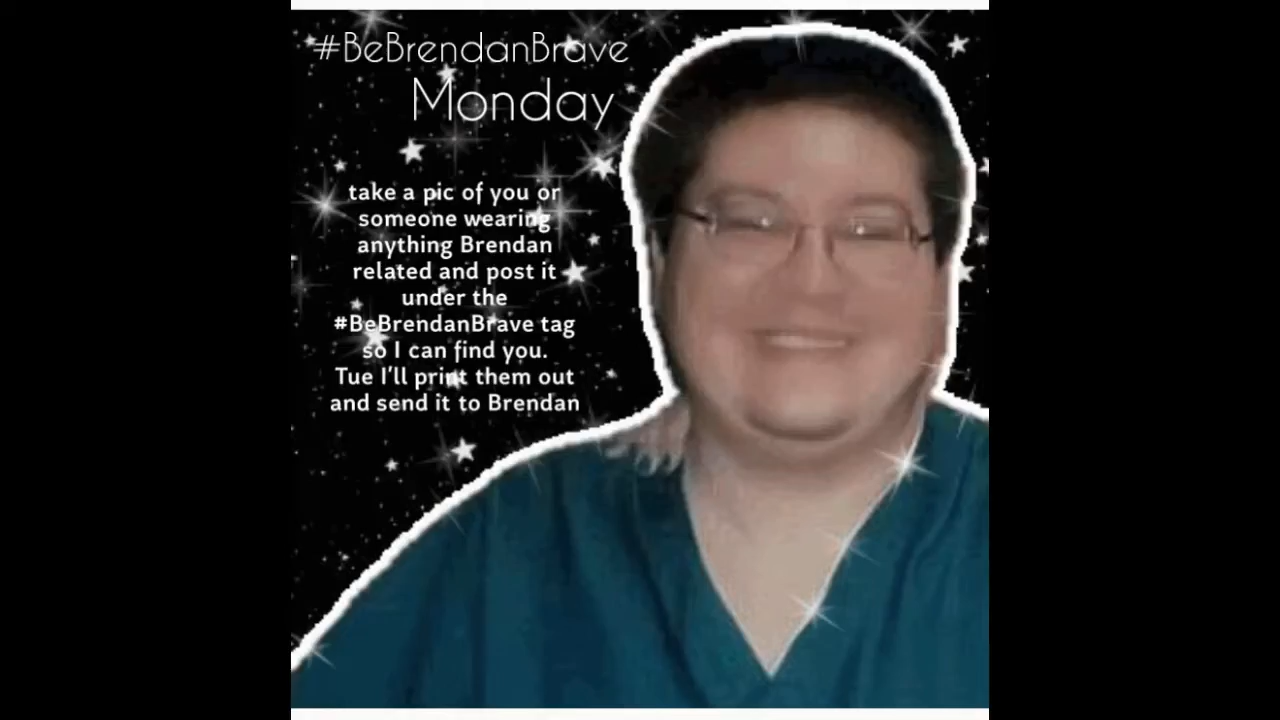 #BeBrendanBrave
Monday
take a pic of you or
someone wearing
anything Brendan
related and post it
under the
#BeBrendanBrave tag
so I can find you.
Tue I'll print them out
and send it to Brendan